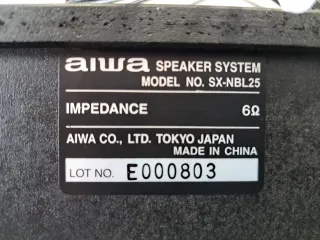 aiwa SPEAKER SYSTEM
MODEL NO. SX-NBL25
IMPEDANCE 6Ω
AIWA CO., LTD. TOKYO JAPAN
MADE IN CHINA
LOT NO. E000803